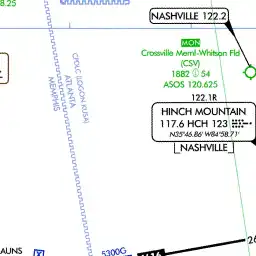 8.25
NASHVILLE 122.2
MON
Crossville Meml-Whitson Fld
(CSV)
1882 54
ASOS 120.625
CPDLC (LOGON KUSA)
ATLANTA
MEMPHIS
122.1R
HINCH MOUNTAIN
117.6 HCH 123
N35°46.86' W84°58.71'
NASHVILLE
AUNS
5300G
26